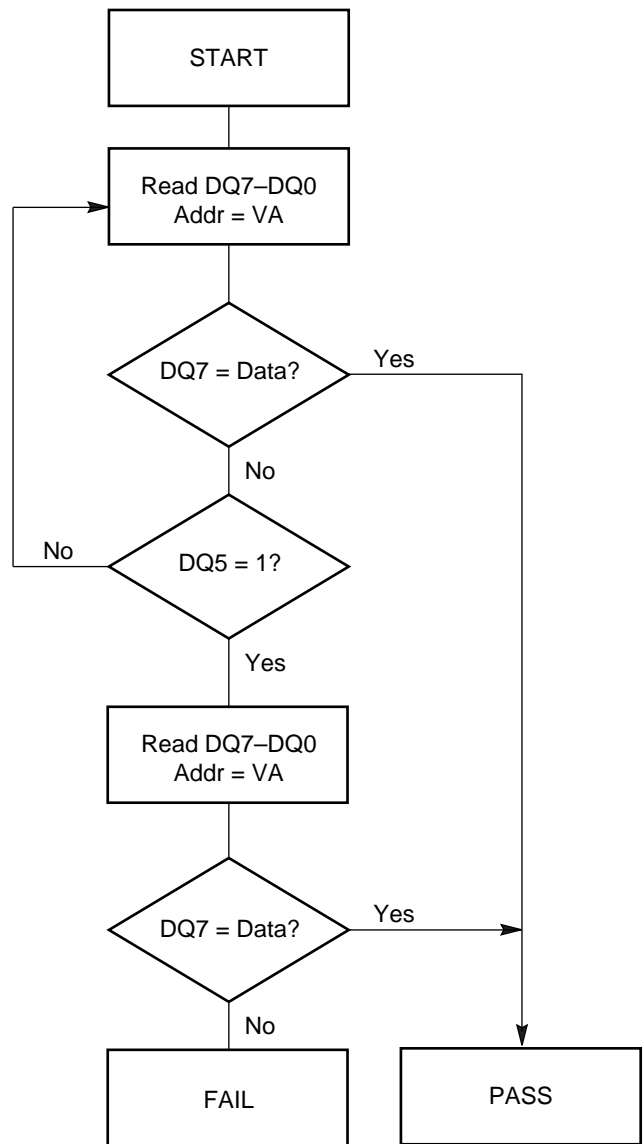 START
Read DQ7–DQ0
Addr = VA
DQ7 = Data?
Yes
No
No
DQ5 = 1?
Yes
Read DQ7–DQ0
Addr = VA
DQ7 = Data?
Yes
No
FAIL
PASS